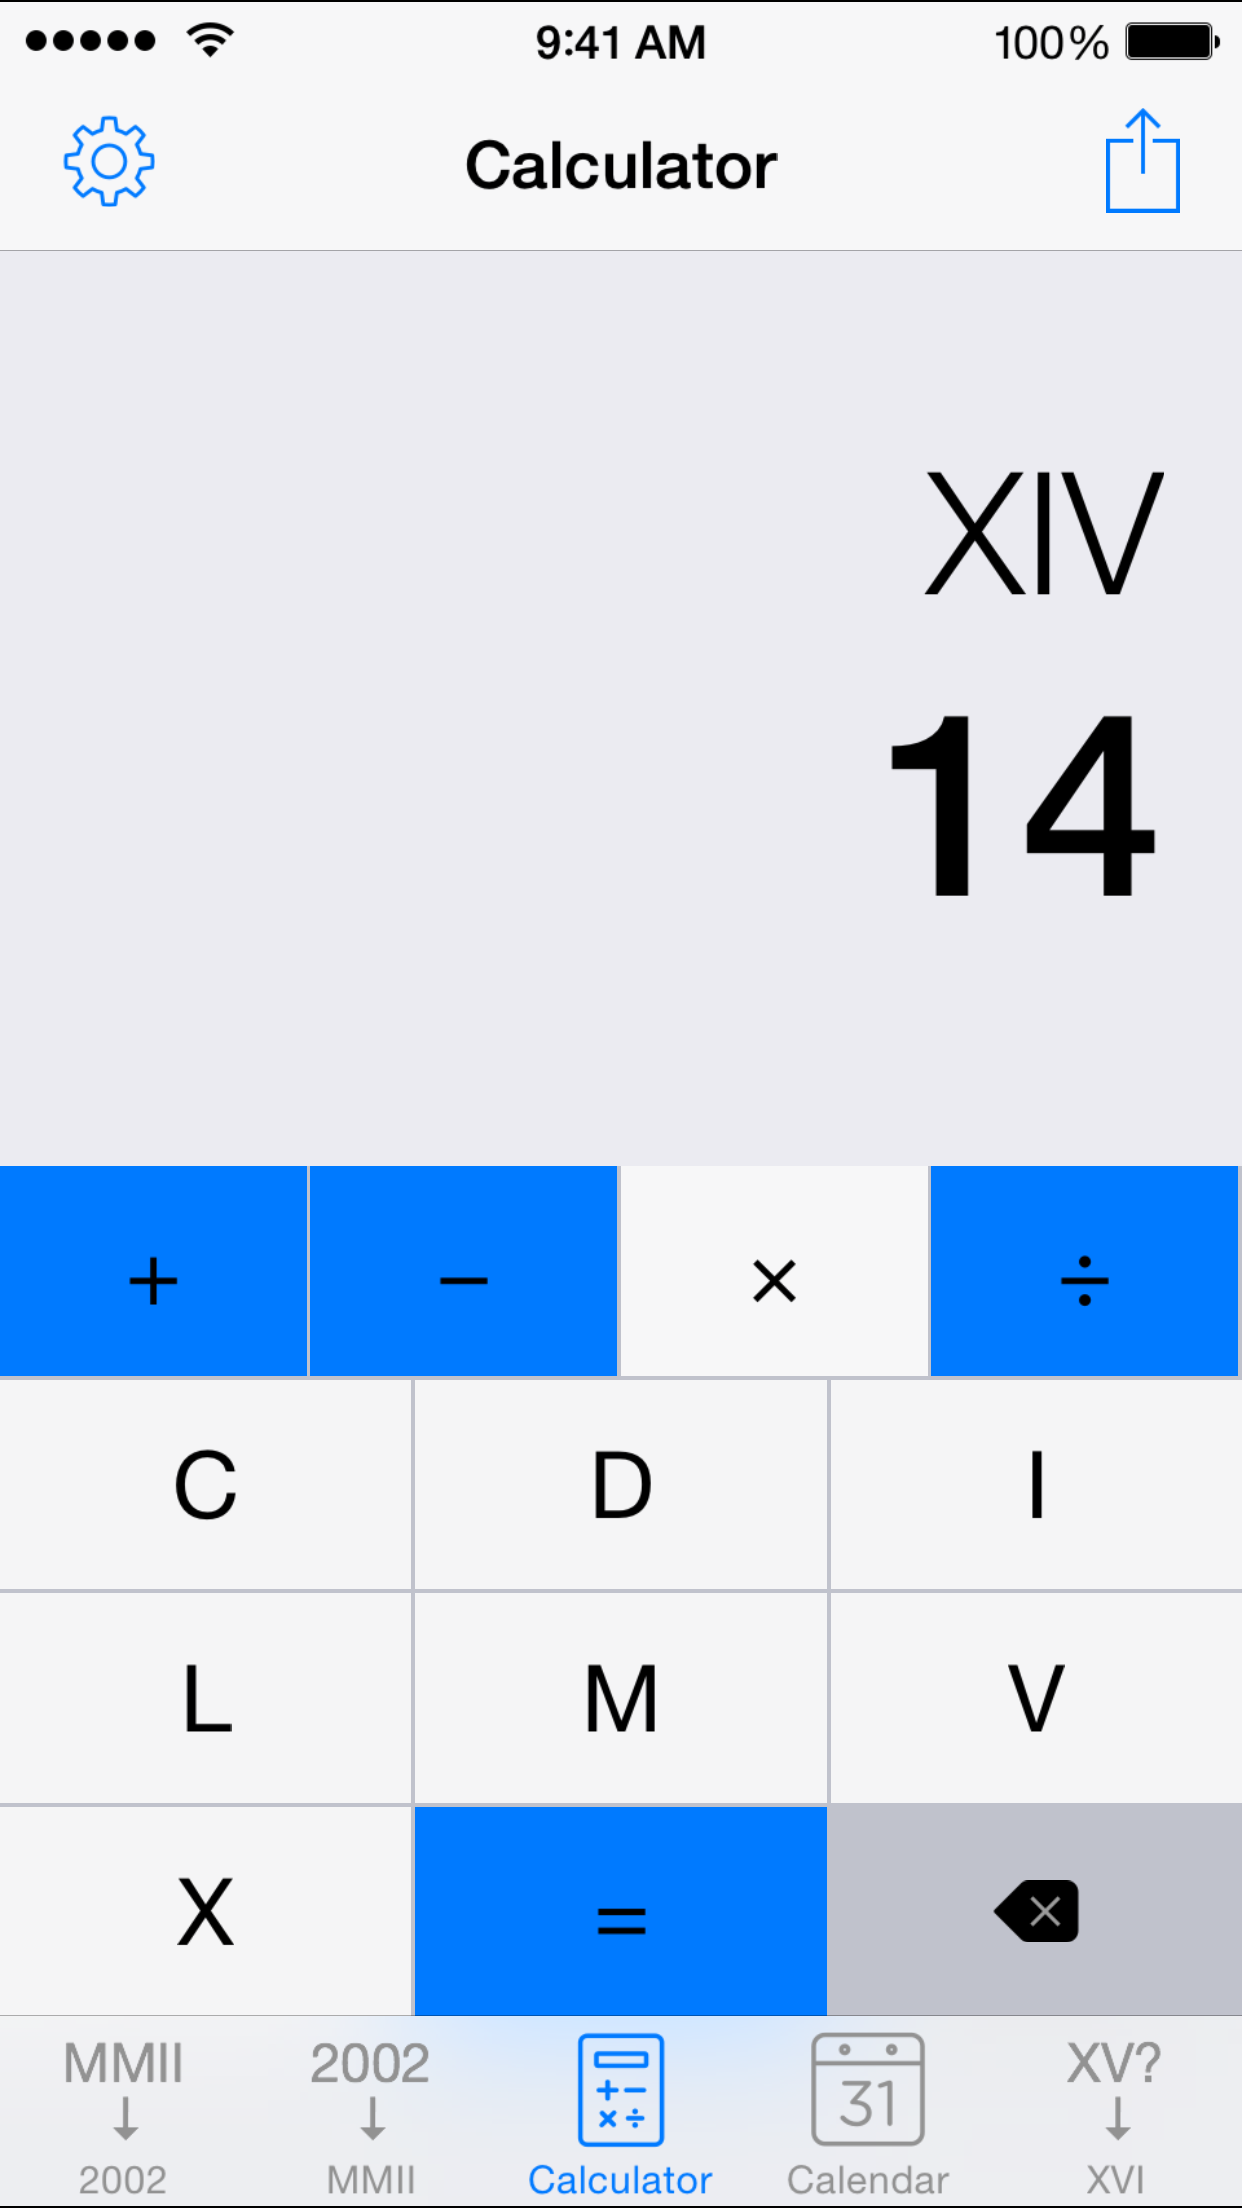 9:41 AM 100%
Calculator
XIV
14
+ − × ÷
C D I
L M V
X =
MMII 2002 31 XV?
2002 MMII Calculator Calendar XVI